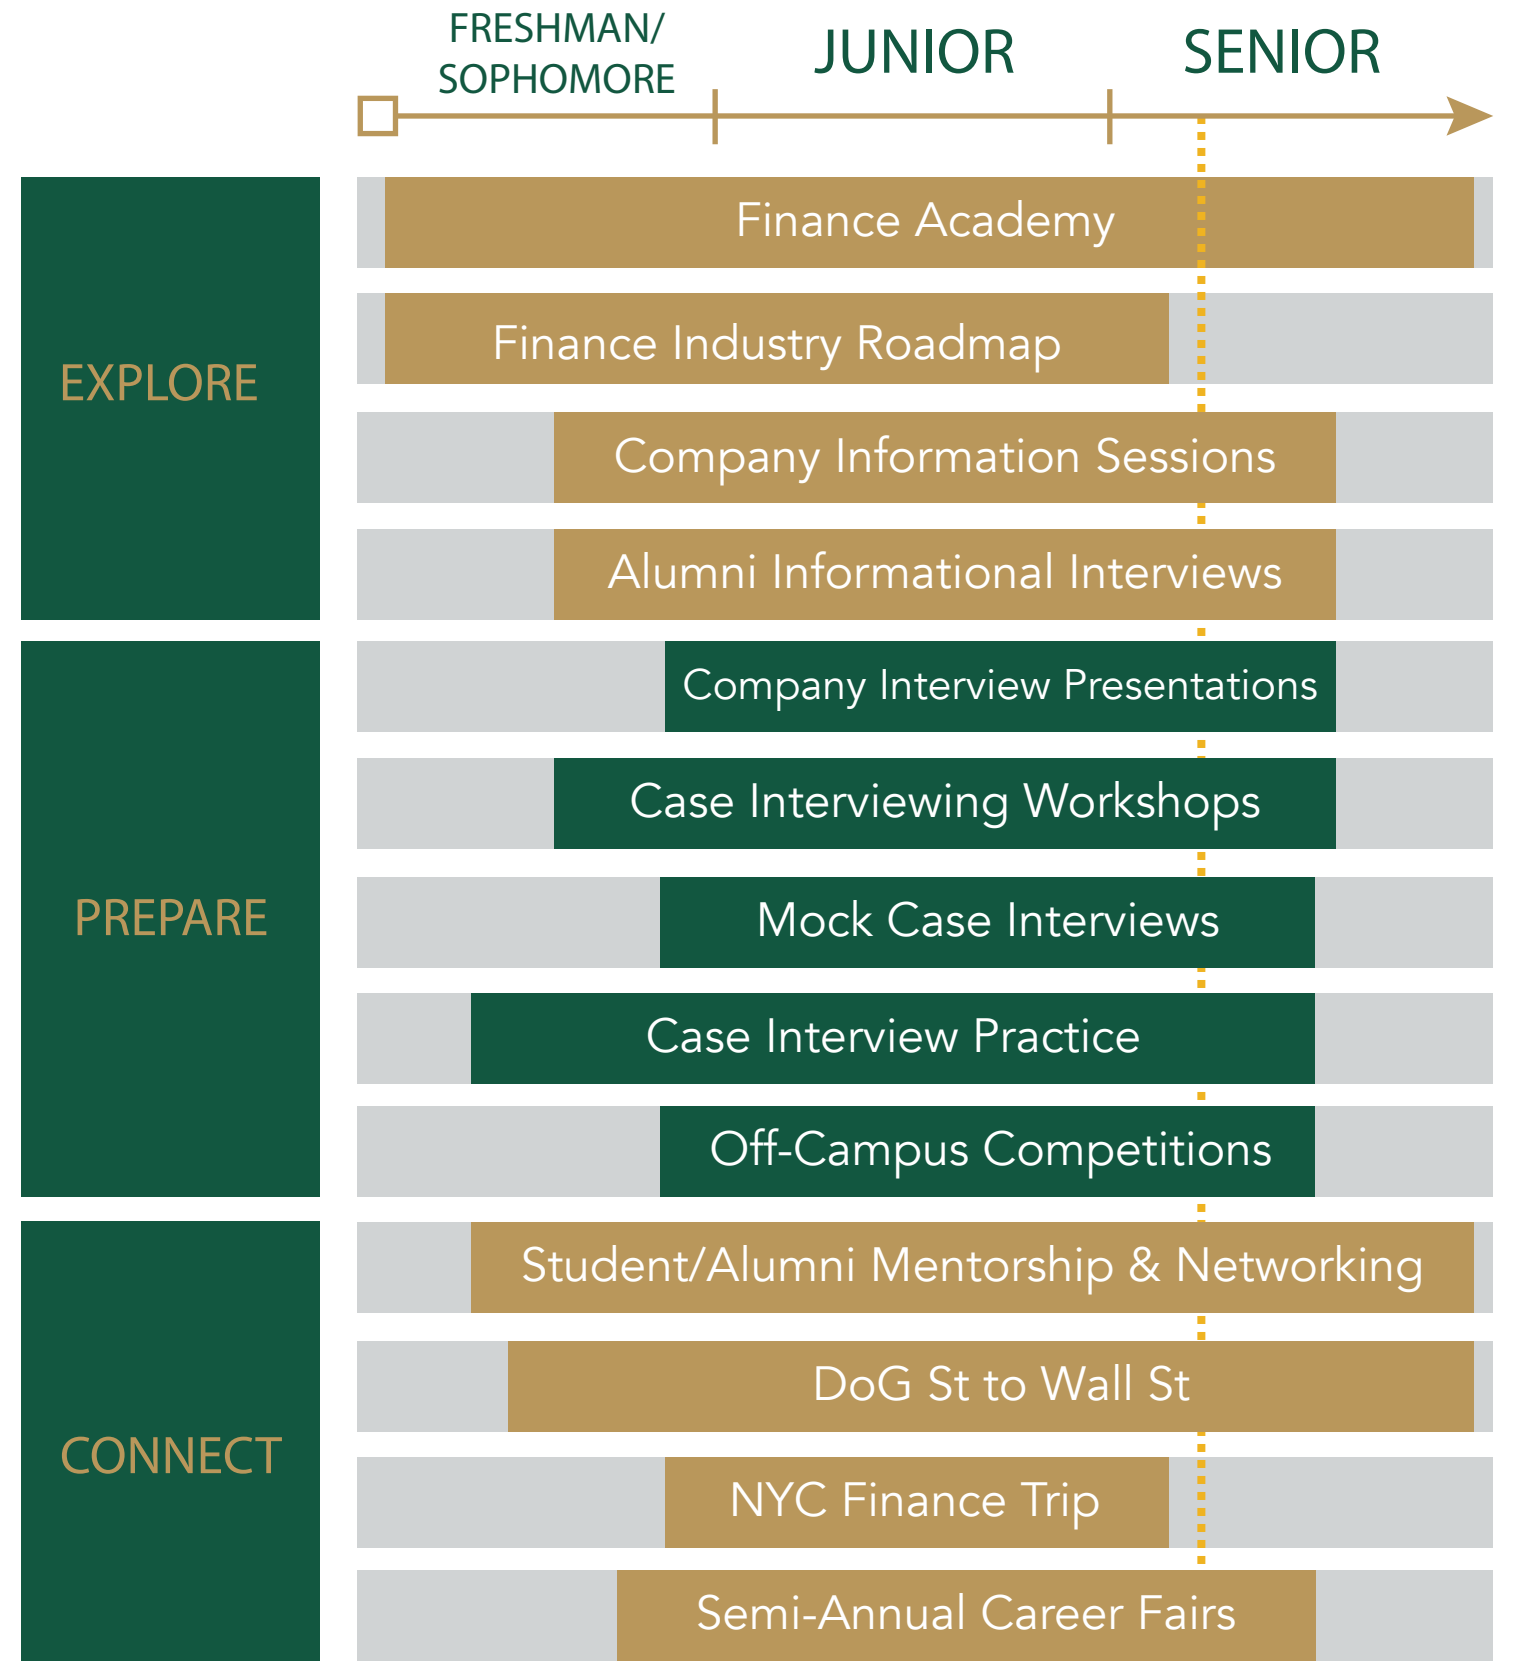 FRESHMAN/
SOPHOMORE
JUNIOR
SENIOR
EXPLORE
Finance Academy
Finance Industry Roadmap
Company Information Sessions
Alumni Informational Interviews
PREPARE
Company Interview Presentations
Case Interviewing Workshops
Mock Case Interviews
Case Interview Practice
Off-Campus Competitions
CONNECT
Student/Alumni Mentorship & Networking
DoG St to Wall St
NYC Finance Trip
Semi-Annual Career Fairs